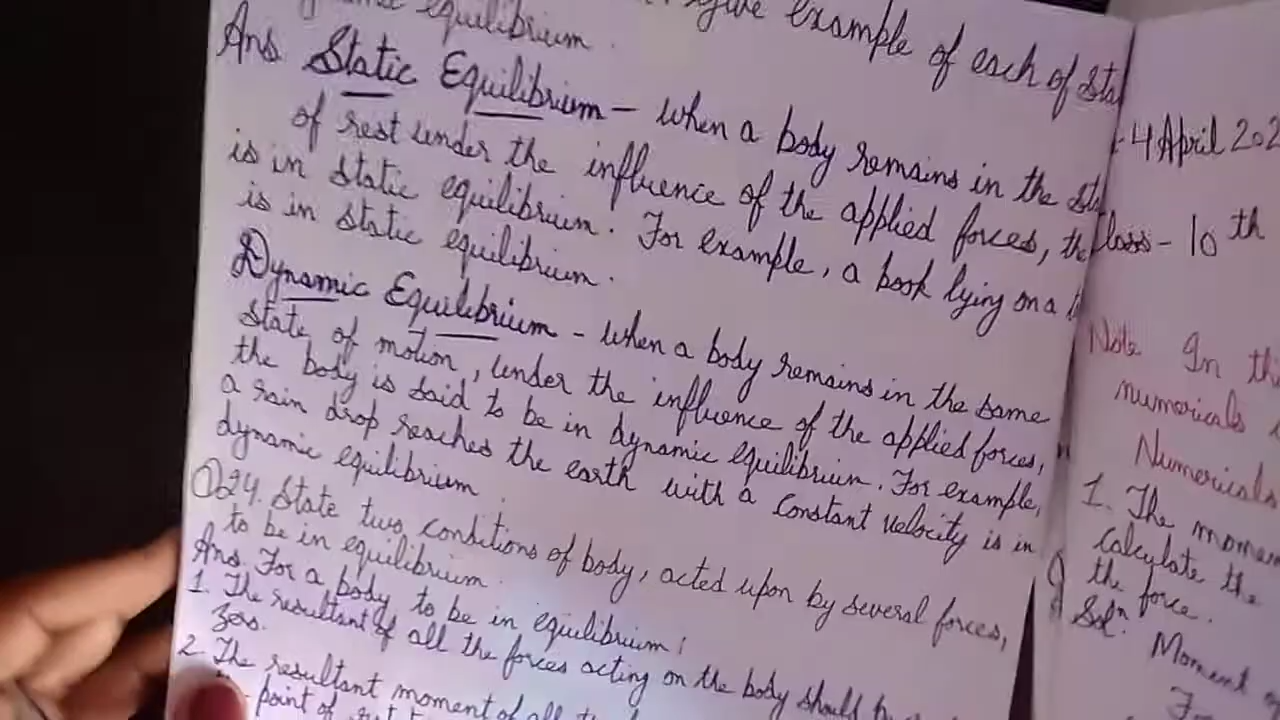 equilibrium.
Give example of each of sta
Ans Static Equilibrium - When a body remains in the sta
of rest under the influence of the applied forces, the
is in static equilibrium. For example, a book lying on a t
is in static equilibrium.
Dynamic Equilibrium - When a body remains in the same
state of motion, under the influence of the applied forces,
the body is said to be in dynamic equilibrium. For example,
a rain drop reaches the earth with a constant velocity is in
dynamic equilibrium.
Q24. State two conditions of body, acted upon by several forces,
to be in equilibrium.
Ans. For a body to be in equilibrium:
1. The resultant of all the forces acting on the body should be
Zero.
2. The resultant moment of all
point of
4 April 202
Class - 10th
Note In th
numericals
Numericals
1. The momen
Calculate the
the force.
Soln. Moment